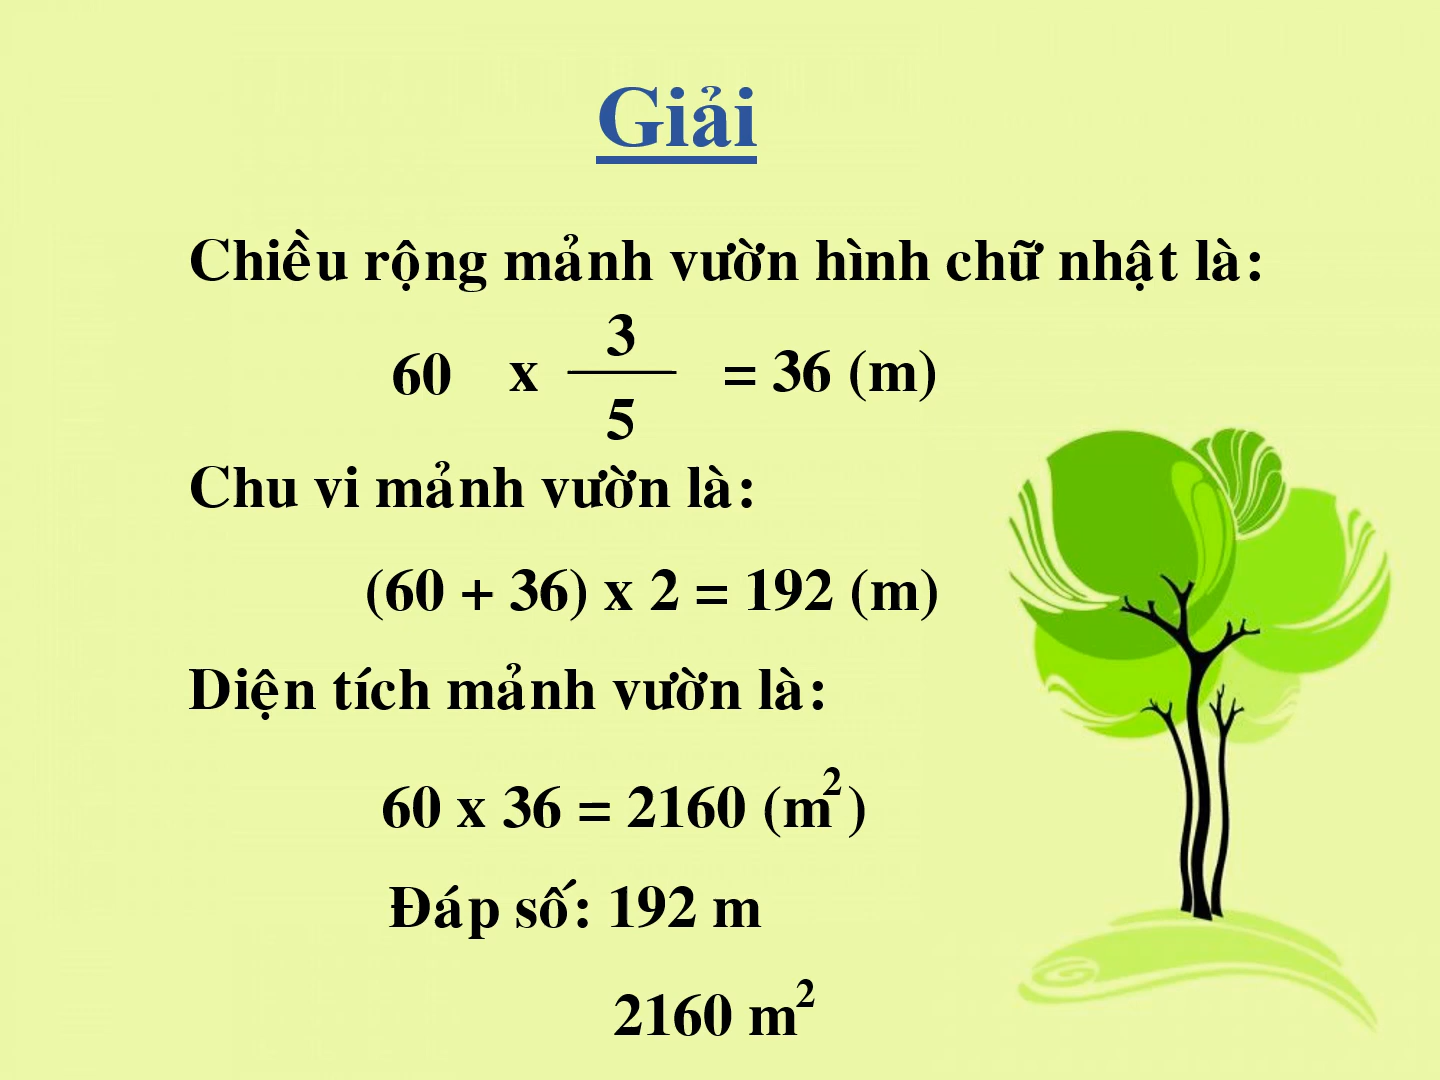 Giải
Chiều rộng mảnh vườn hình chữ nhật là:
60 x 3/5 = 36 (m)
Chu vi mảnh vườn là:
(60 + 36) x 2 = 192 (m)
Diện tích mảnh vườn là:
60 x 36 = 2160 (m²)
Đáp số: 192 m
2160 m²